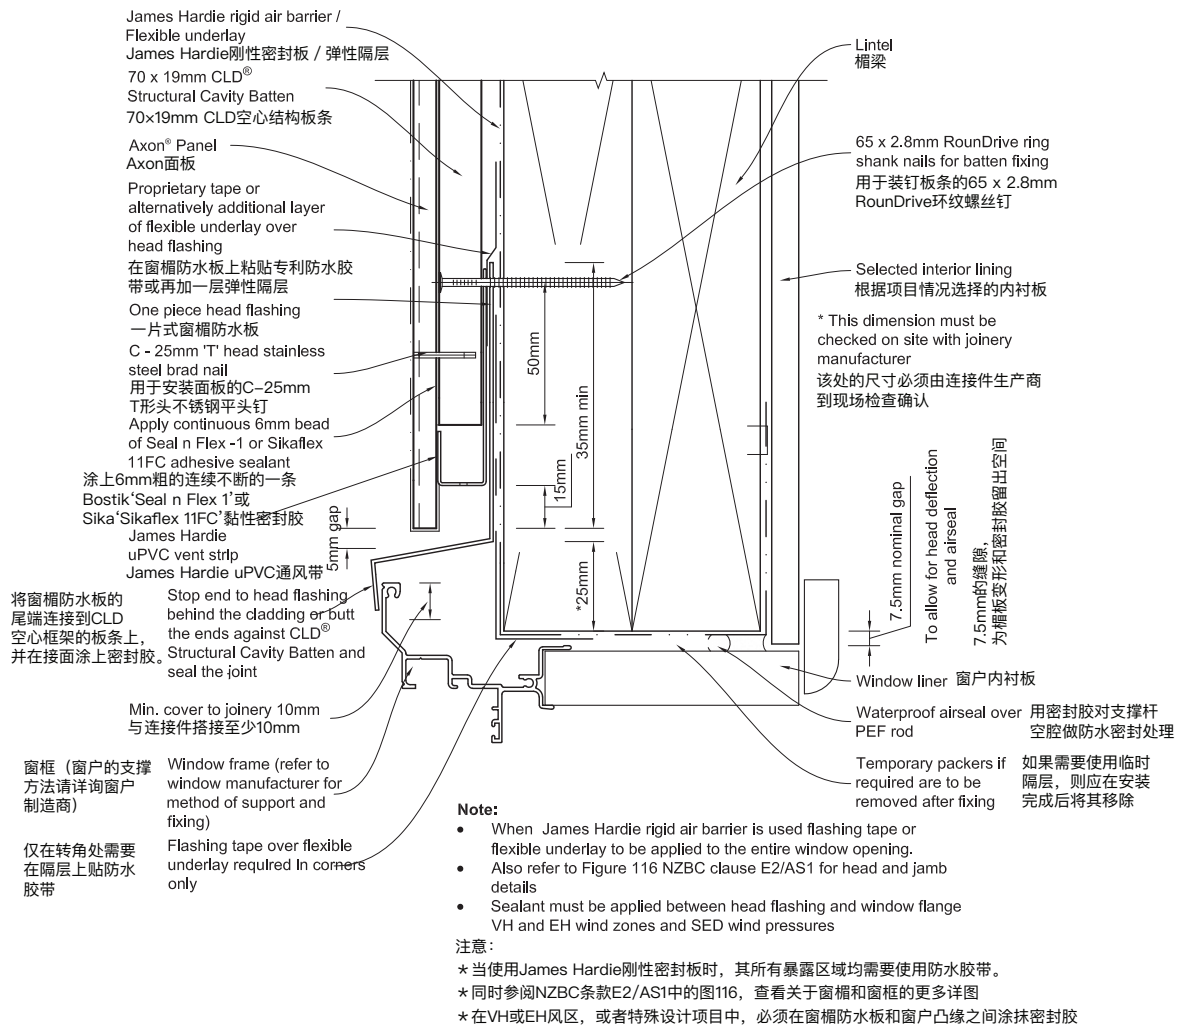 James Hardie rigid air barrier /
Flexible underlay
James Hardie刚性密封板 / 弹性隔层
70 x 19mm CLD®
Structural Cavity Batten
70×19mm CLD空心结构板条
Axon® Panel
Axon面板
Proprietary tape or
alternatively additional layer
of flexible underlay over
head flashing
在窗楣防水板上粘贴专利防水胶
带或再加一层弹性隔层
One piece head flashing
一片式窗楣防水板
C - 25mm 'T' head stainless
steel brad nail
用于安装面板的C–25mm
T形头不锈钢平头钉
Apply continuous 6mm bead
of Seal n Flex -1 or Sikaflex
11FC adhesive sealant
涂上6mm粗的连续不断的一条
Bostik‘Seal n Flex 1’或
Sika‘Sikaflex 11FC’黏性密封胶
James Hardie
uPVC vent strip
James Hardie uPVC通风带
将窗楣防水板的
尾端连接到CLD
空心框架的板条上，
并在接面涂上密封胶。
Stop end to head flashing
behind the cladding or butt
the ends against CLD®
Structural Cavity Batten and
seal the joint
Min. cover to joinery 10mm
与连接件搭接至少10mm
窗框（窗户的支撑
方法请详询窗户
制造商）
Window frame (refer to
window manufacturer for
method of support and
fixing)
仅在转角处需要
在隔层上贴防水
胶带
Flashing tape over flexible
underlay required In corners
only
5mm gap
50mm
35mm min
15mm
*25mm
Lintel
楣梁
65 x 2.8mm RounDrive ring
shank nails for batten fixing
用于装钉板条的65 x 2.8mm
RounDrive环纹螺丝钉
Selected interior lining
根据项目情况选择的内衬板
* This dimension must be
checked on site with joinery
manufacturer
该处的尺寸必须由连接件生产商
到现场检查确认
7.5mm nominal gap
To allow for head deflection
and airseal
7.5mm的缝隙，
为楣板变形和密封胶留出空间
Window liner 窗户内衬板
Waterproof airseal over
PEF rod
用密封胶对支撑杆
空腔做防水密封处理
Temporary packers if
required are to be
removed after fixing
如果需要使用临时
隔层，则应在安装
完成后将其移除
Note:
• When James Hardie rigid air barrier is used flashing tape or
flexible underlay to be applied to the entire window opening.
• Also refer to Figure 116 NZBC clause E2/AS1 for head and jamb
details
• Sealant must be applied between head flashing and window flange
VH and EH wind zones and SED wind pressures
注意：
＊当使用James Hardie刚性密封板时，其所有暴露区域均需要使用防水胶带。
＊同时参阅NZBC条款E2/AS1中的图116，查看关于窗楣和窗框的更多详图
＊在VH或EH风区，或者特殊设计项目中，必须在窗楣防水板和窗户凸缘之间涂抹密封胶